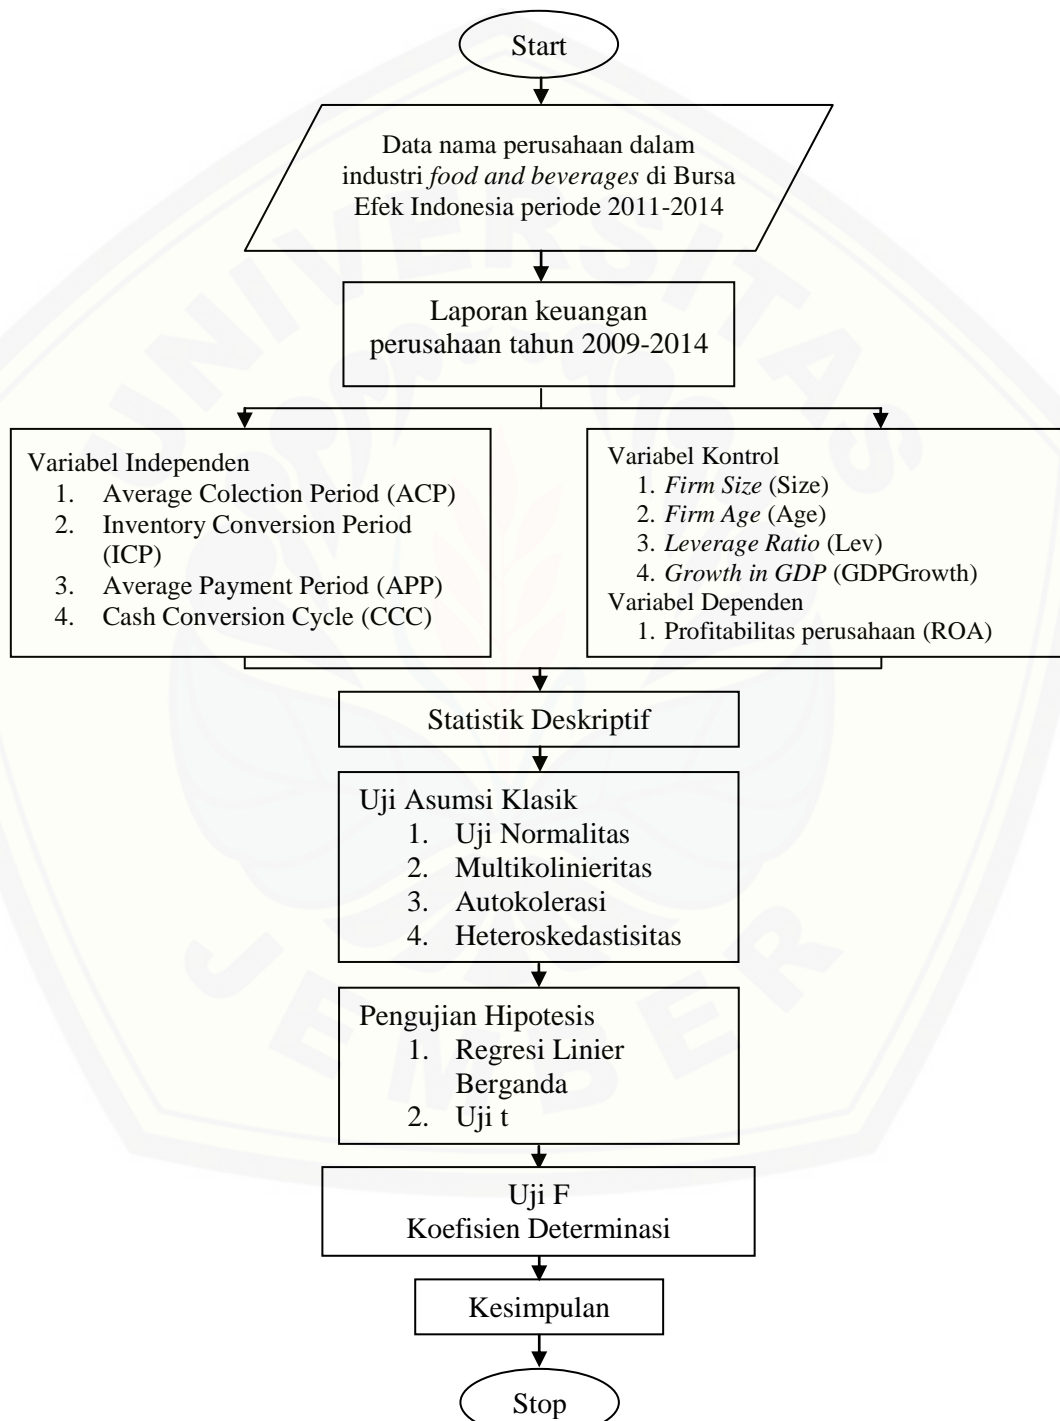 Start
Data nama perusahaan dalam
industri food and beverages di Bursa
Efek Indonesia periode 2011-2014
Laporan keuangan
perusahaan tahun 2009-2014
Variabel Independen
1. Average Colection Period (ACP)
2. Inventory Conversion Period
(ICP)
3. Average Payment Period (APP)
4. Cash Conversion Cycle (CCC)
Variabel Kontrol
1. Firm Size (Size)
2. Firm Age (Age)
3. Leverage Ratio (Lev)
4. Growth in GDP (GDPGrowth)
Variabel Dependen
1. Profitabilitas perusahaan (ROA)
Statistik Deskriptif
Uji Asumsi Klasik
1. Uji Normalitas
2. Multikolinieritas
3. Autokolerasi
4. Heteroskedastisitas
Pengujian Hipotesis
1. Regresi Linier
Berganda
2. Uji t
Uji F
Koefisien Determinasi
Kesimpulan
Stop
UNIVERSITAS
JEMBER